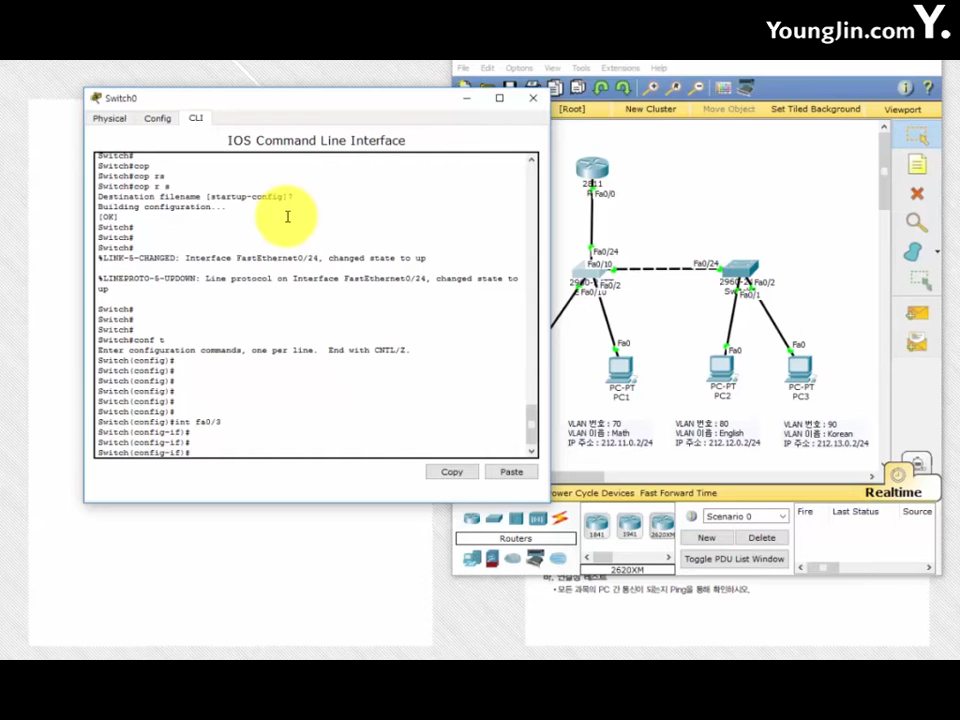 YoungJin.com Y.
Switch0
Physical
Config
CLI
IOS Command Line Interface
Switch#
Switch#cop
Switch#cop rs
Switch#cop r s
Destination filename [startup-config]?
Building configuration...
[OK]
Switch#
Switch#
Switch#
%LINK-5-CHANGED: Interface FastEthernet0/24, changed state to up
%LINEPROTO-5-UPDOWN: Line protocol on Interface FastEthernet0/24, changed state to
up
Switch#
Switch#
Switch#
Switch#conf t
Enter configuration commands, one per line.  End with CNTL/Z.
Switch(config)#
Switch(config)#
Switch(config)#
Switch(config)#
Switch(config)#
Switch(config)#
Switch(config)#int fa0/3
Switch(config-if)#
Switch(config-if)#
Switch(config-if)#
Copy
Paste
File Edit Options View Tools Extensions Help
[Root]
New Cluster
Move Object
Set Tiled Background
Viewport
2811
Fa0/0
Fa0/24
Fa0/10
Fa0/2
Fa0/24
Fa0/2
Fa0/1
Fa0
Fa0
Fa0
PC-PT
PC1
PC-PT
PC2
PC-PT
PC3
VLAN 번호 : 70
VLAN 이름 : Math
IP 주소 : 212.11.0.2/24
VLAN 번호 : 80
VLAN 이름 : English
IP 주소 : 212.12.0.2/24
VLAN 번호 : 90
VLAN 이름 : Korean
IP 주소 : 212.13.0.2/24
Cycle Devices Fast Forward Time
Realtime
Routers
1841
1941
2620XM
2620XM
Scenario 0
New
Delete
Toggle PDU List Window
Fire
Last Status
Source
• 모든 과목의 PC 간 통신이 되는지 Ping을 통해 확인하시오.